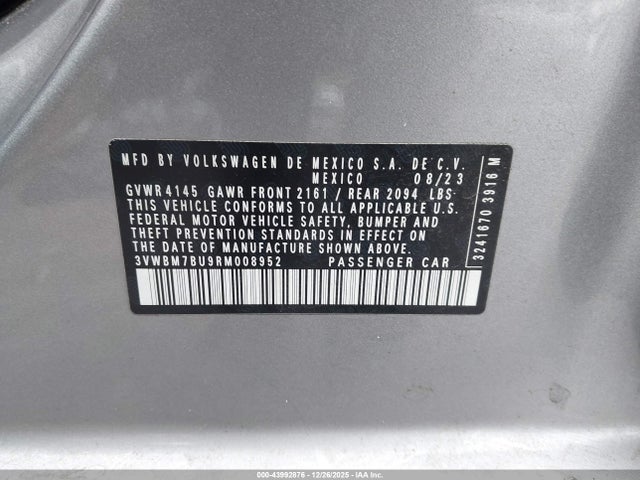 MFD BY VOLKSWAGEN DE MEXICO S.A. DE C.V.
MEXICO 08/23
GVWR 4145 GAWR FRONT 2161 / REAR 2094 LBS
THIS VEHICLE CONFORMS TO ALL APPLICABLE U.S.
FEDERAL MOTOR VEHICLE SAFETY, BUMPER AND
THEFT PREVENTION STANDARDS IN EFFECT ON THE
DATE OF MANUFACTURE SHOWN ABOVE.
3VWBM7BU9RM008952 PASSENGER CAR
3241670 3916 M
000-43992876 - 12/26/2025 - IAA Inc.